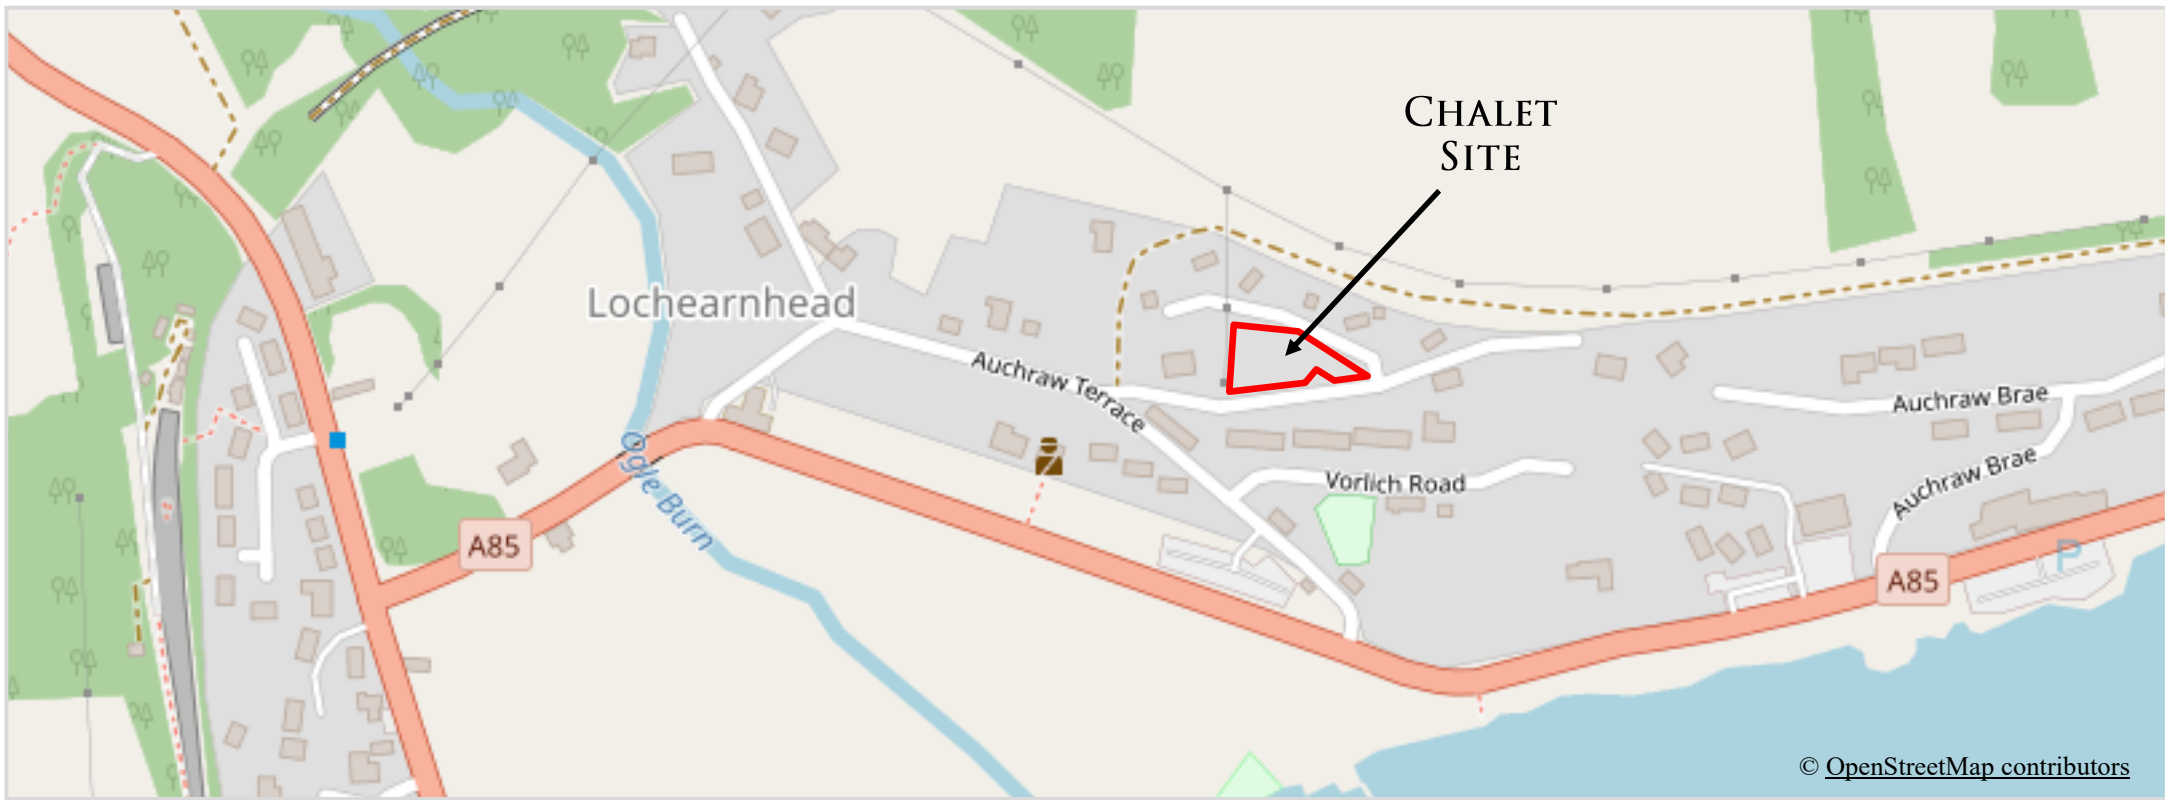 CHALET
SITE
Lochearnhead
Auchraw Terrace
Auchraw Brae
Vorlich Road
Auchraw Brae
Ogle Burn
A85
P
A85
© OpenStreetMap contributors